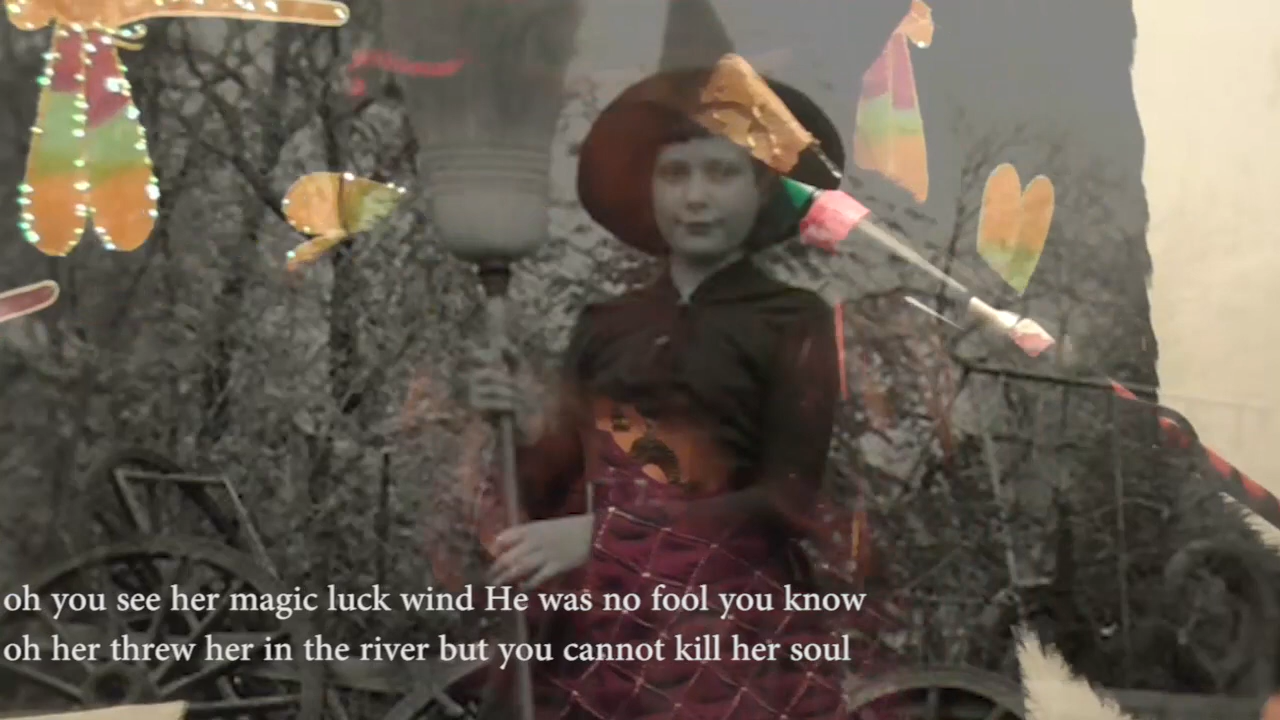 oh you see her magic luck wind He was no fool you know
oh her threw her in the river but you cannot kill her soul